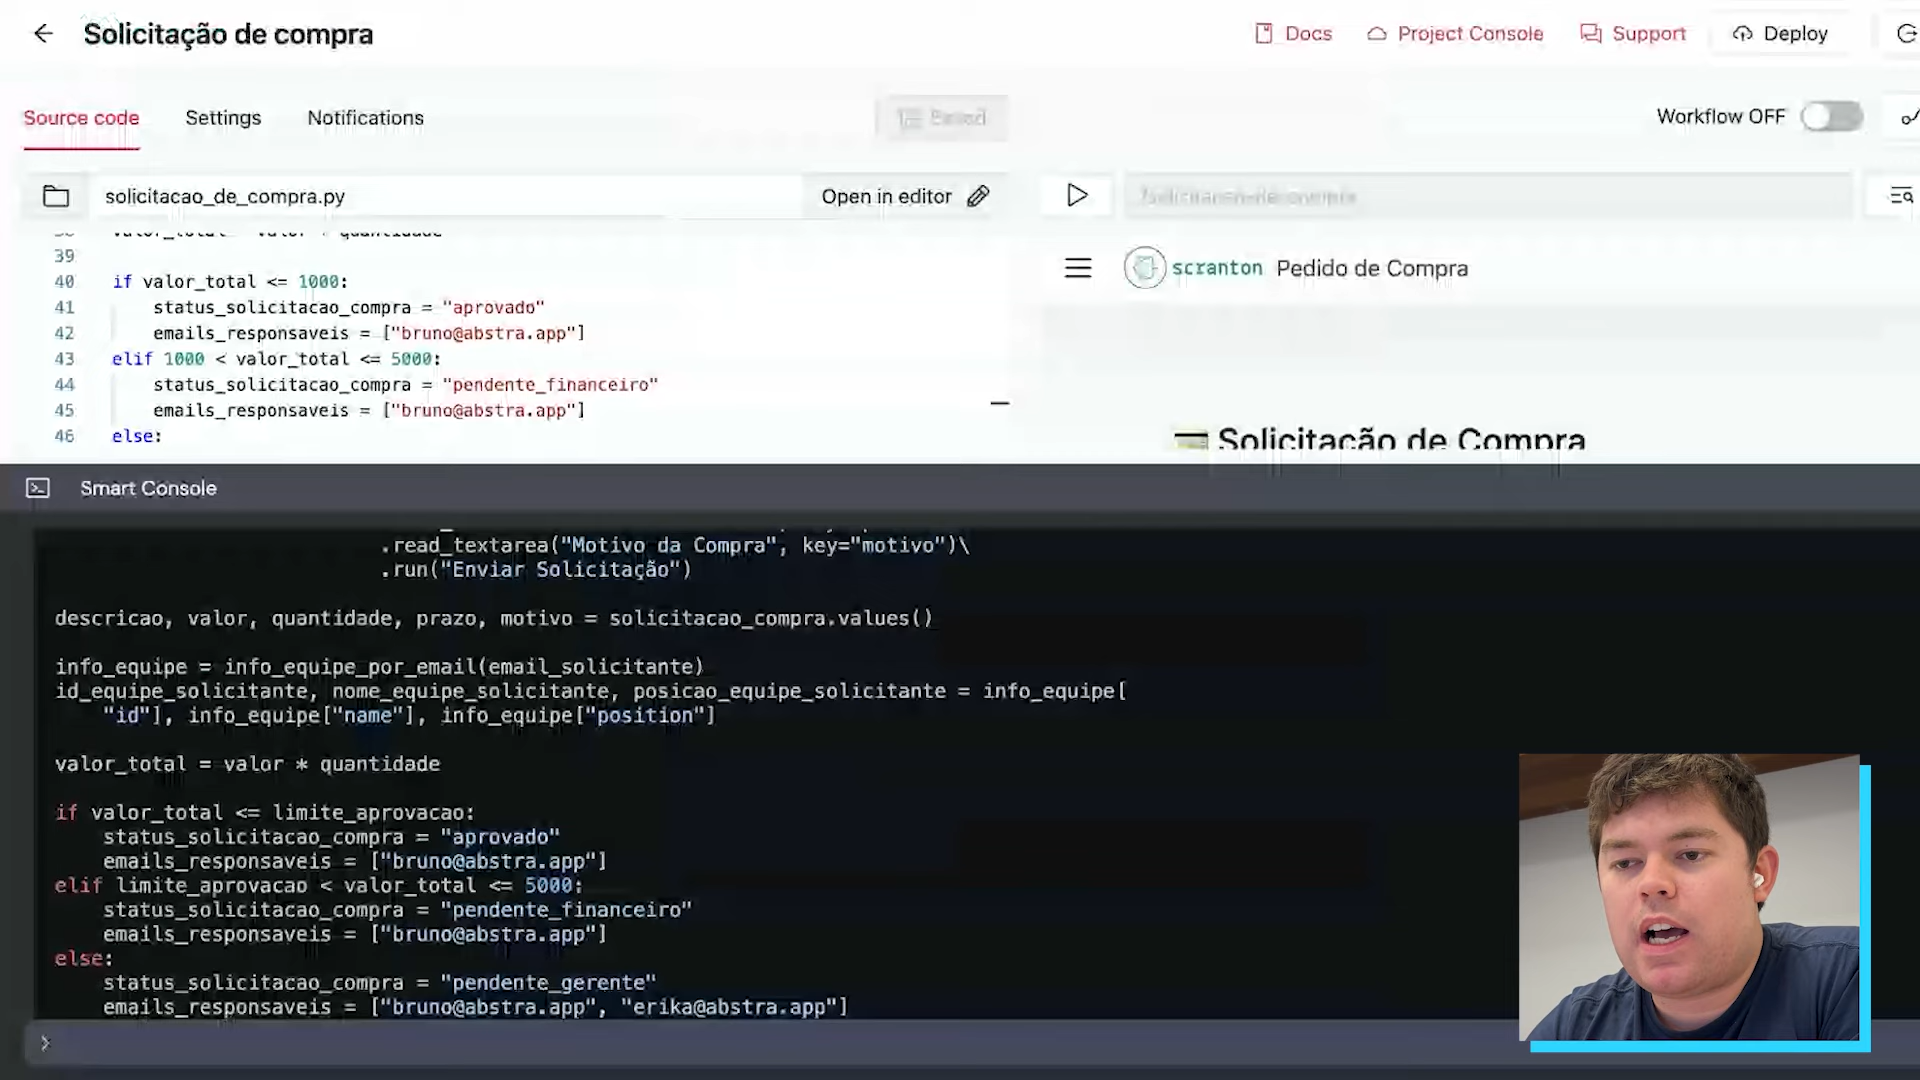 Solicitação de compra
Docs
Project Console
Support
Deploy
Source code
Settings
Notifications
Saved
Workflow OFF
solicitacao_de_compra.py
Open in editor
/solicitacao-de-compra
scranton
Pedido de Compra
39
40 if valor_total <= 1000:
41 status_solicitacao_compra = "aprovado"
42 emails_responsaveis = ["bruno@abstra.app"]
43 elif 1000 < valor_total <= 5000:
44 status_solicitacao_compra = "pendente_financeiro"
45 emails_responsaveis = ["bruno@abstra.app"]
46 else:
Solicitação de Compra
Smart Console
.read_textarea("Motivo da Compra", key="motivo")\
.run("Enviar Solicitação")
descricao, valor, quantidade, prazo, motivo = solicitacao_compra.values()
info_equipe = info_equipe_por_email(email_solicitante)
id_equipe_solicitante, nome_equipe_solicitante, posicao_equipe_solicitante = info_equipe[
"id"], info_equipe["name"], info_equipe["position"]
valor_total = valor * quantidade
if valor_total <= limite_aprovacao:
status_solicitacao_compra = "aprovado"
emails_responsaveis = ["bruno@abstra.app"]
elif limite_aprovacao < valor_total <= 5000:
status_solicitacao_compra = "pendente_financeiro"
emails_responsaveis = ["bruno@abstra.app"]
else:
status_solicitacao_compra = "pendente_gerente"
emails_responsaveis = ["bruno@abstra.app", "erika@abstra.app"]
>